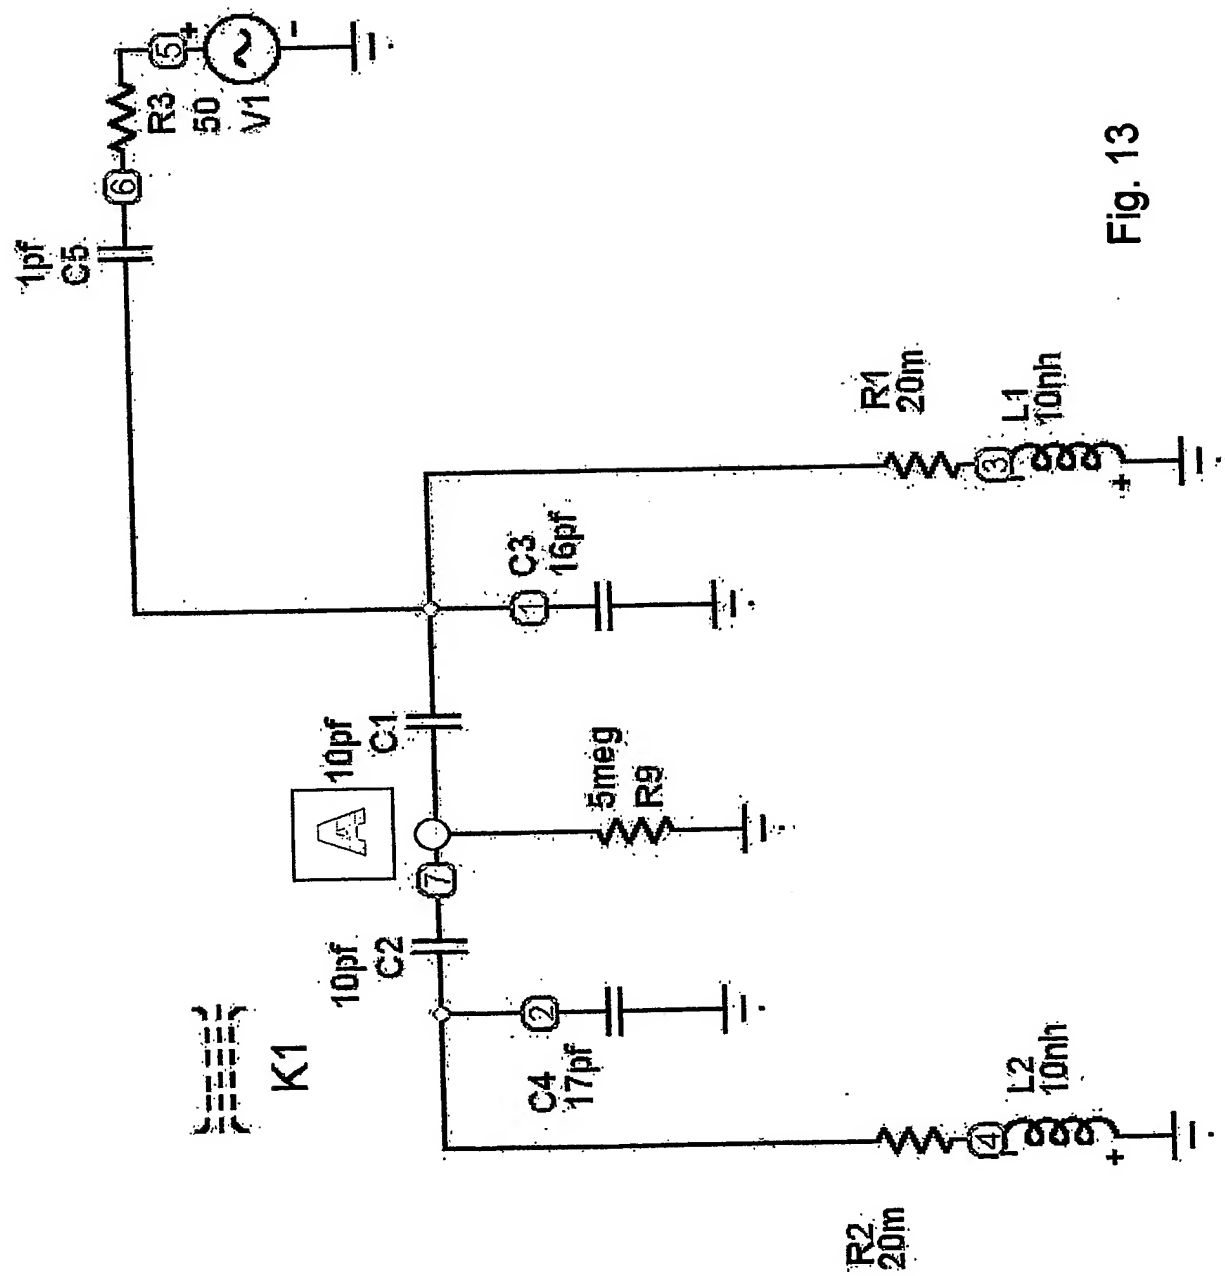 1pf
C5
6
R3
50
V1
5
+
-
K1
10pf
C2
A
7
10pf
C1
C4
17pf
2
5meg
R9
1
C3
16pf
R2
20m
4
L2
10nh
+
R1
20m
3
L1
10nh
+
Fig. 13